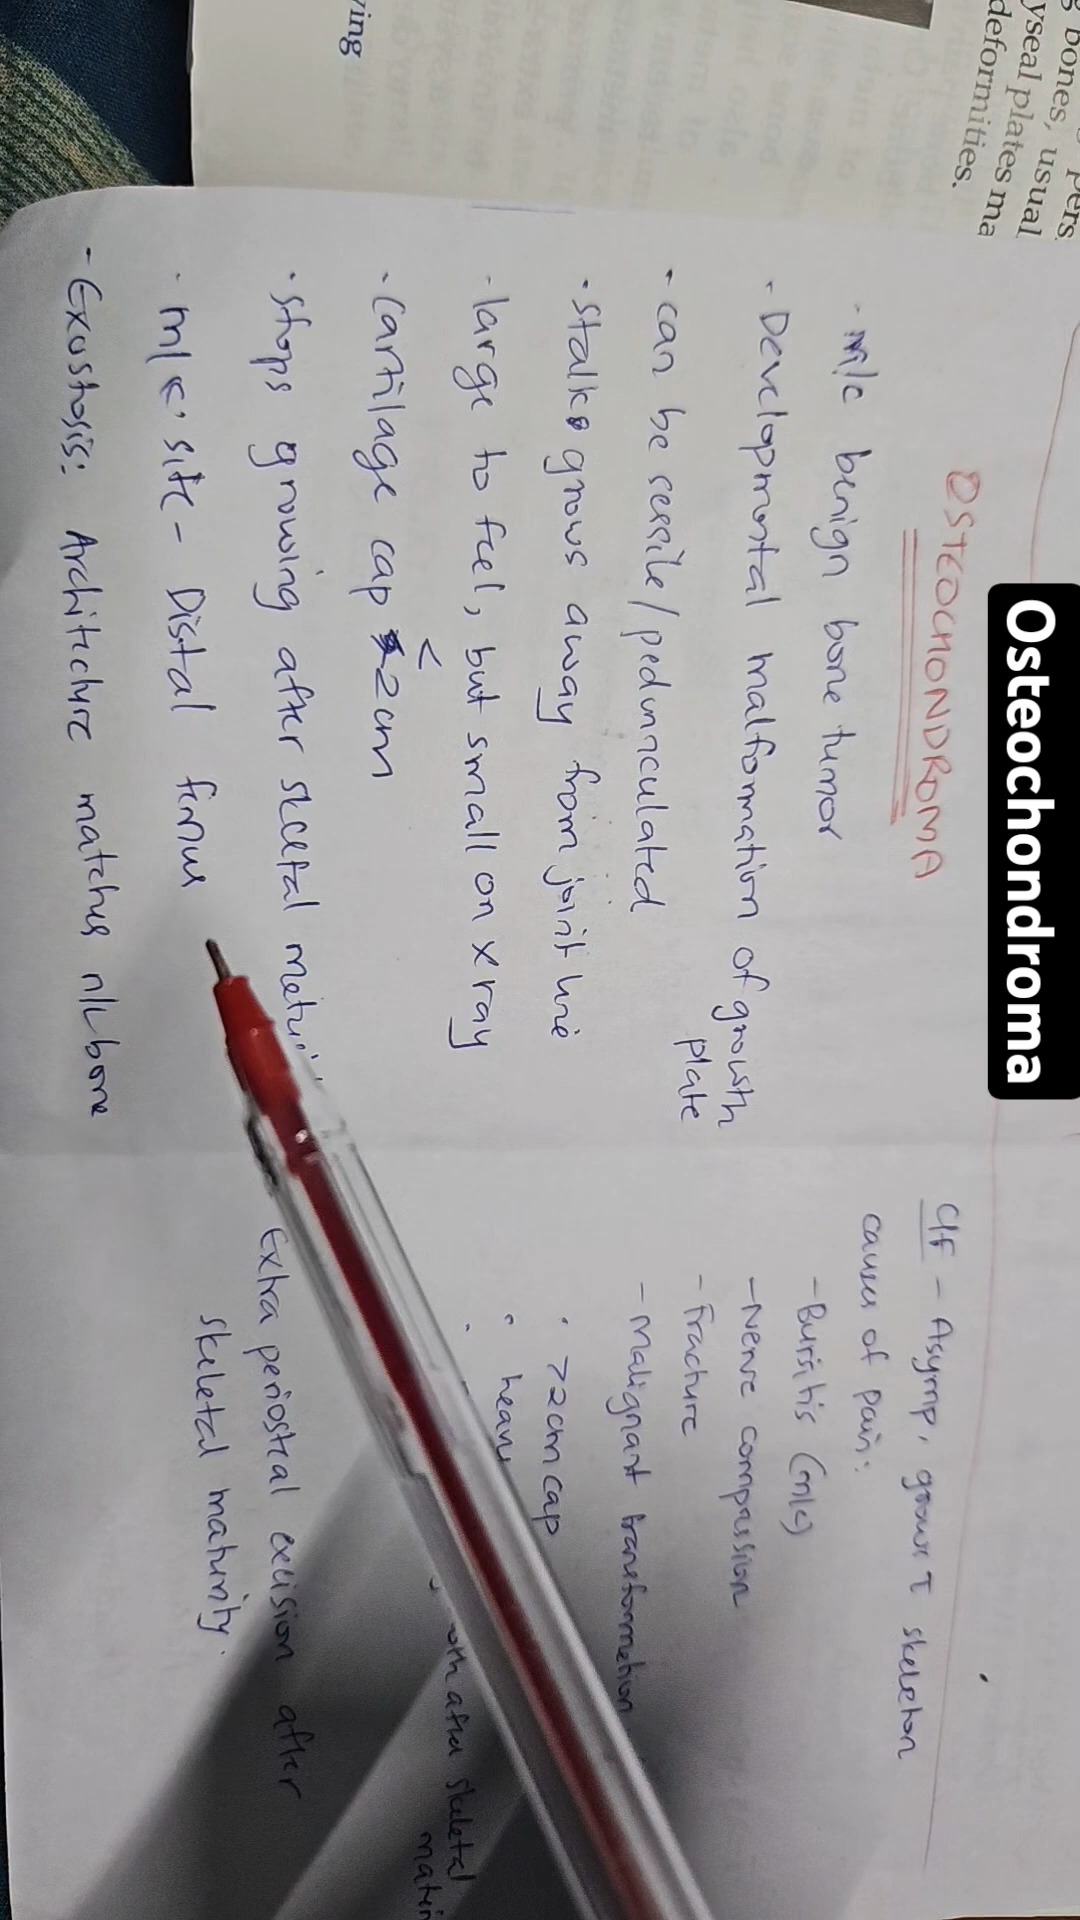 Osteochondroma
pers
bones, usual
yseal plates ma
deformities.
ying
OSTEOCHONDROMA
· m/c benign bone tumor
· Developmental malformation of growth
plate
· can be sessile/pedunculated
· stalk grows away from joint line
· large to feel, but small on x ray
· Cartilage cap < 2cm
· stops growing after
· m/c site - Distal femur
- Exostosis: Architecture matches n/L bone
C/F - Asymp, grows c skeleton
causes of pain:
- Bursitis (m/c)
- Nerve compression
- Fracture
- Malignant transformation
· >2cm cap
after skeletal
Extra periosteal excision after
skeletal maturity.